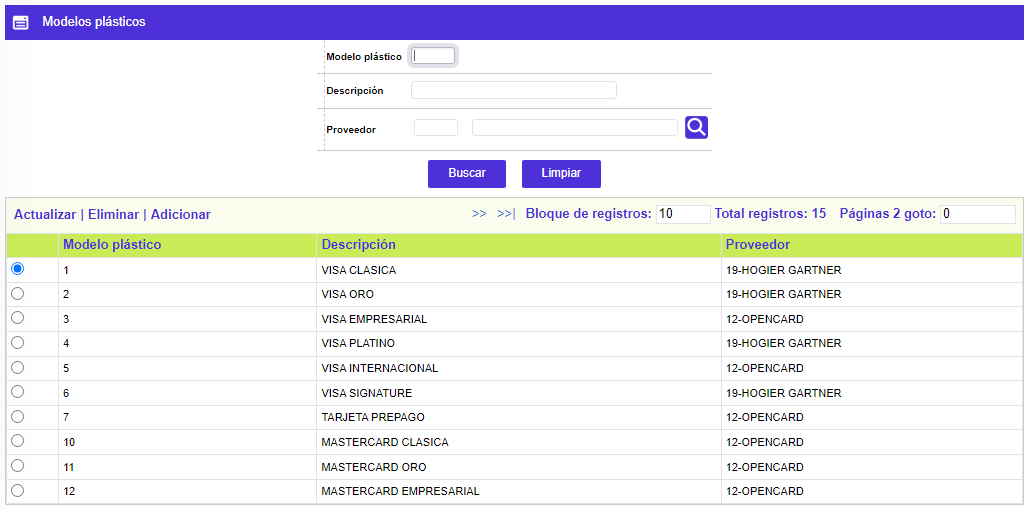 Modelos plásticos
Modelo plástico
Descripción
Proveedor
Buscar Limpiar
Actualizar | Eliminar | Adicionar >> >>| Bloque de registros: 10 Total registros: 15 Páginas 2 goto: 0
Modelo plástico Descripción Proveedor
1 VISA CLASICA 19-HOGIER GARTNER
2 VISA ORO 19-HOGIER GARTNER
3 VISA EMPRESARIAL 12-OPENCARD
4 VISA PLATINO 19-HOGIER GARTNER
5 VISA INTERNACIONAL 12-OPENCARD
6 VISA SIGNATURE 19-HOGIER GARTNER
7 TARJETA PREPAGO 12-OPENCARD
10 MASTERCARD CLASICA 12-OPENCARD
11 MASTERCARD ORO 12-OPENCARD
12 MASTERCARD EMPRESARIAL 12-OPENCARD